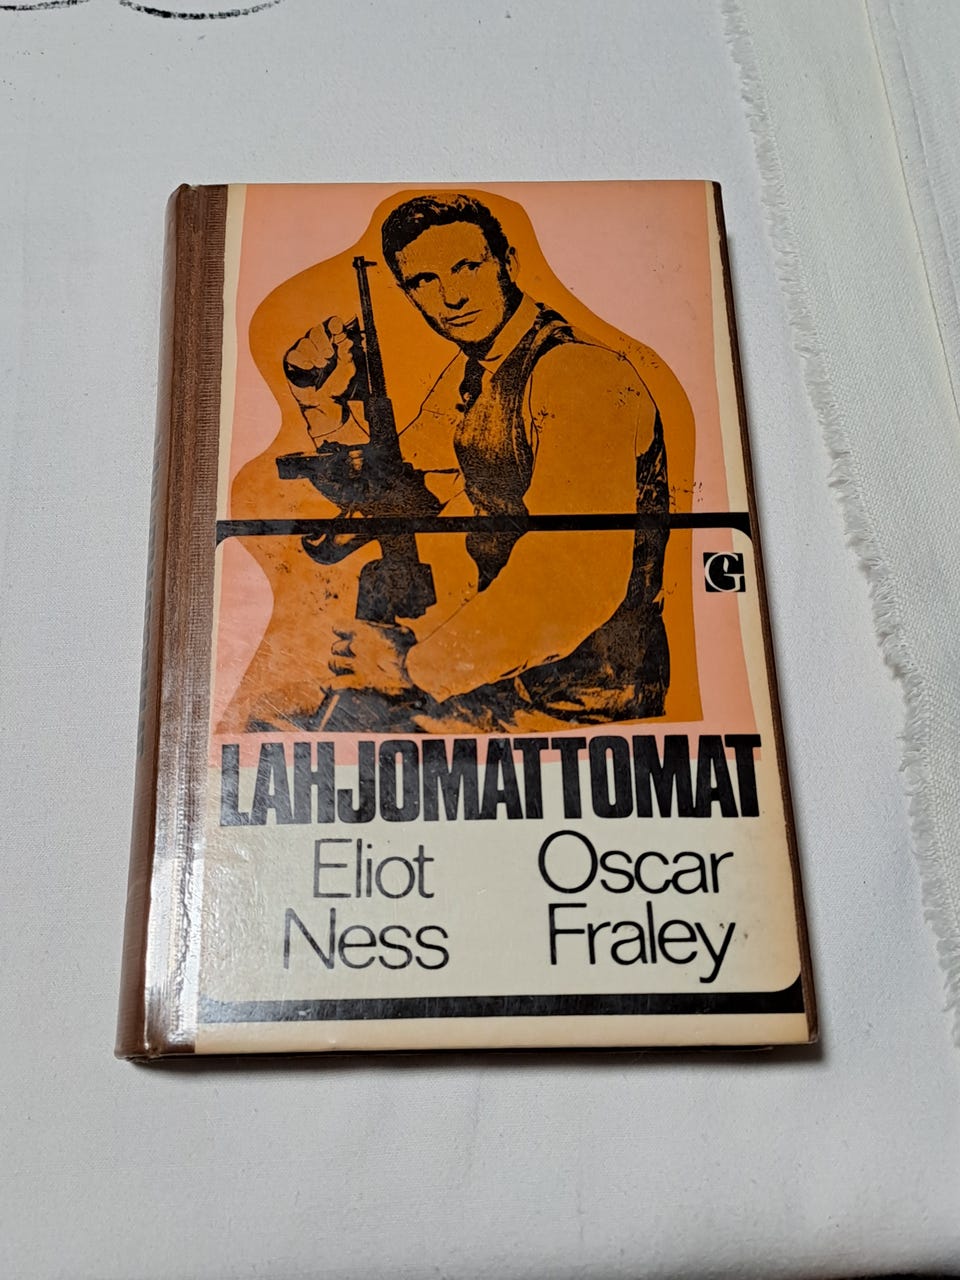 G
LAHJOMATTOMAT
Eliot Ness
Oscar Fraley